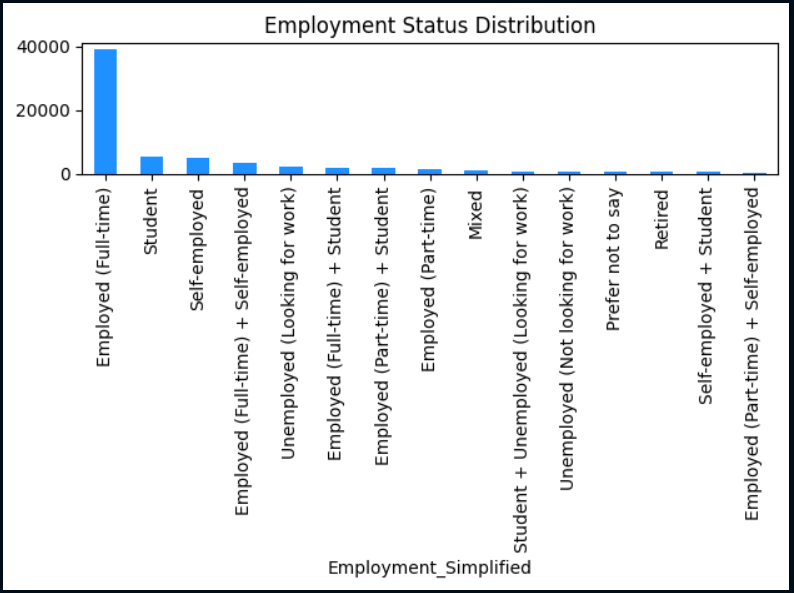 Employment Status Distribution
40000
20000
0
Employed (Full-time)
Student
Self-employed
Employed (Full-time) + Self-employed
Unemployed (Looking for work)
Employed (Full-time) + Student
Employed (Part-time) + Student
Employed (Part-time)
Mixed
Student + Unemployed (Looking for work)
Unemployed (Not looking for work)
Prefer not to say
Retired
Self-employed + Student
Employed (Part-time) + Self-employed
Employment_Simplified